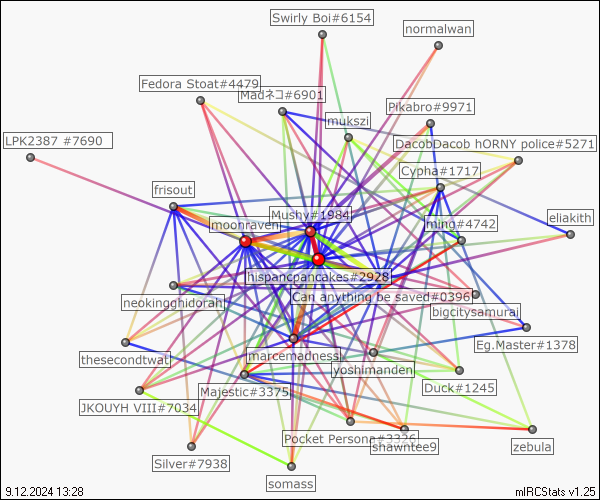 Swirly Boi#6154
normalwan
Fedora Stoat#4479
Madネコ#6901
Pikabro#9971
mukszi
LPK2387 #7690
DacobDacob hORNY police#5271
Cypha#1717
frisout
Mushy#1984
moonraven
ming#4742
eliakith
hispancpancakes#2928
neokingghidorah
Can anything be saved#0396
bigcitysamurai
Eg.Master#1378
thesecondtwat
marcemadness
yoshimanden
Majestic#3375
Duck#1245
JKOUYH VIII#7034
Pocket Persona#3326
shawntee9
zebula
Silver#7938
somass
9.12.2024 13:28
mIRCStats v1.25